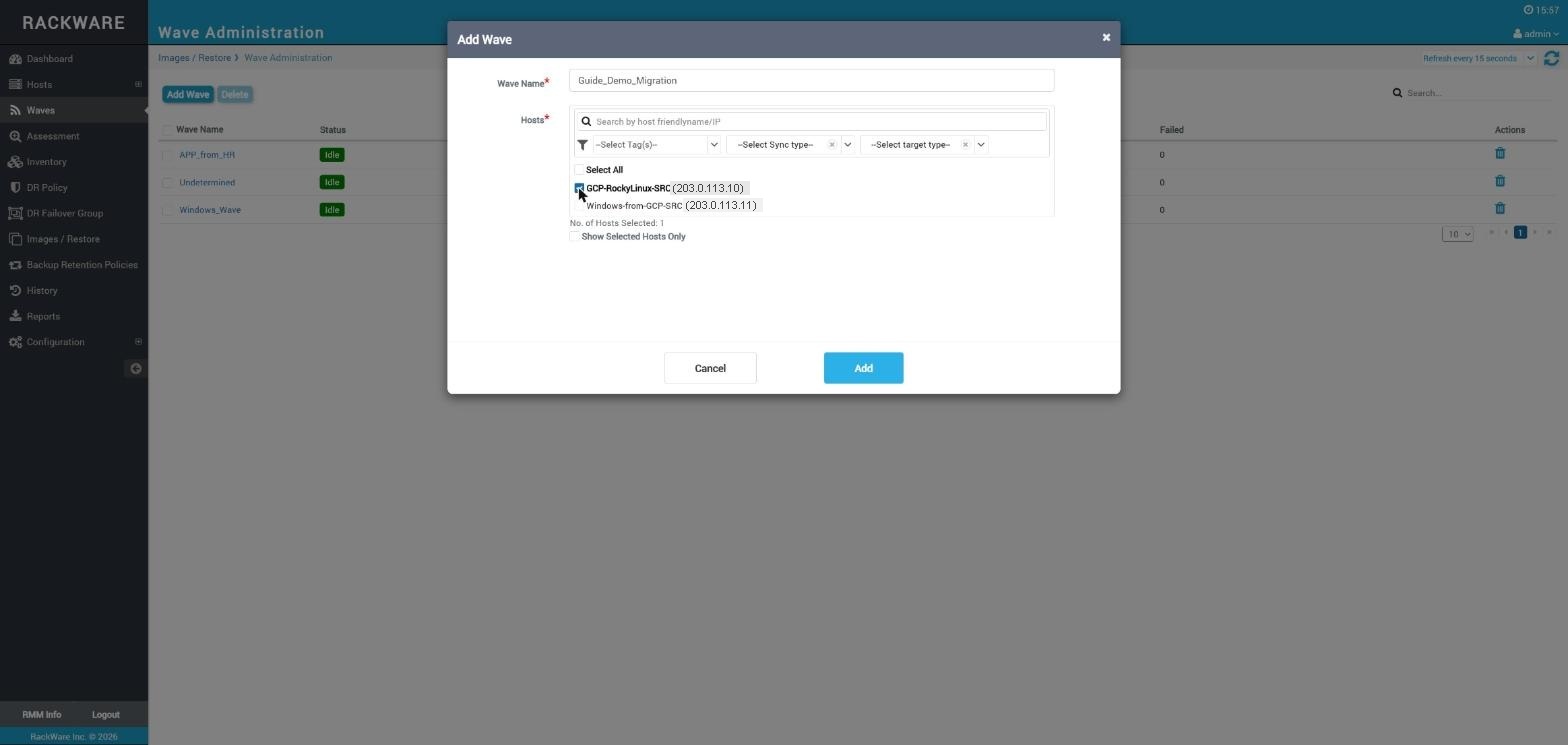 RACKWARE
Dashboard
Hosts
Waves
Assessment
Inventory
DR Policy
DR Failover Group
Images / Restore
Backup Retention Policies
History
Reports
Configuration
RMM Info Logout
RackWare Inc. © 2026
Wave Administration
15:57
admin
Images / Restore Wave Administration
Refresh every 15 seconds
Add Wave Delete
Search...
Wave Name Status Failed Actions
APP_from_HR Idle 0
Undetermined Idle 0
Windows_Wave Idle 0
10 « ‹ 1 › »
Add Wave
Wave Name* Guide_Demo_Migration
Hosts* Search by host friendlyname/IP
--Select Tag(s)-- --Select Sync type-- × --Select target type-- ×
Select All
GCP-RockyLinux-SRC (203.0.113.10)
Windows-from-GCP-SRC (203.0.113.11)
No. of Hosts Selected: 1
Show Selected Hosts Only
Cancel Add